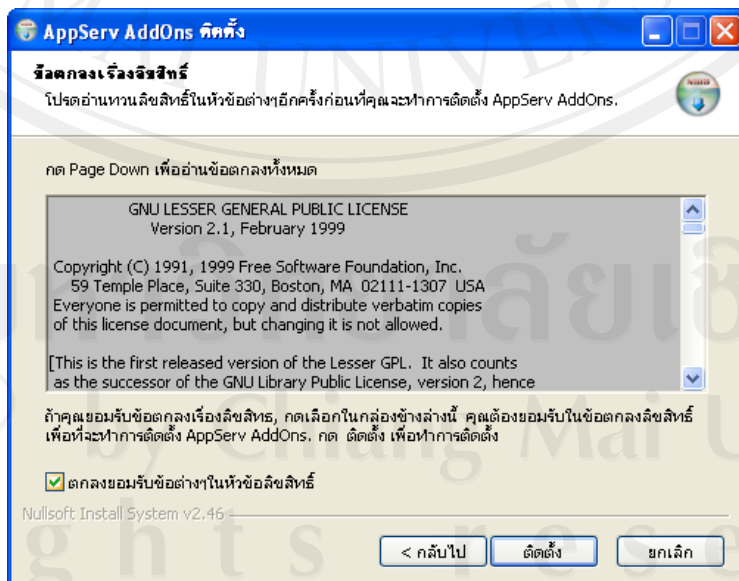 AppServ AddOns ติดตั้ง
ข้อตกลงเรื่องลิขสิทธิ์
โปรดอ่านทวนลิขสิทธิ์ในหัวข้อต่างๆอีกครั้งก่อนที่คุณจะทำการติดตั้ง AppServ AddOns.
กด Page Down เพื่ออ่านข้อตกลงทั้งหมด
GNU LESSER GENERAL PUBLIC LICENSE
Version 2.1, February 1999
Copyright (C) 1991, 1999 Free Software Foundation, Inc.
59 Temple Place, Suite 330, Boston, MA 02111-1307 USA
Everyone is permitted to copy and distribute verbatim copies
of this license document, but changing it is not allowed.
[This is the first released version of the Lesser GPL. It also counts
as the successor of the GNU Library Public License, version 2, hence
ถ้าคุณยอมรับข้อตกลงเรื่องลิขสิทธ, กดเลือกในกล่องข้างล่างนี้ คุณต้องยอมรับในข้อตกลงลิขสิทธิ์
เพื่อที่จะทำการติดตั้ง AppServ AddOns. กด ติดตั้ง เพื่อทำการติดตั้ง
ตกลงยอมรับข้อต่างๆในหัวข้อลิขสิทธิ์
Nullsoft Install System v2.46
< กลับไป
ติดตั้ง
ยกเลิก
by Chiang Mai U